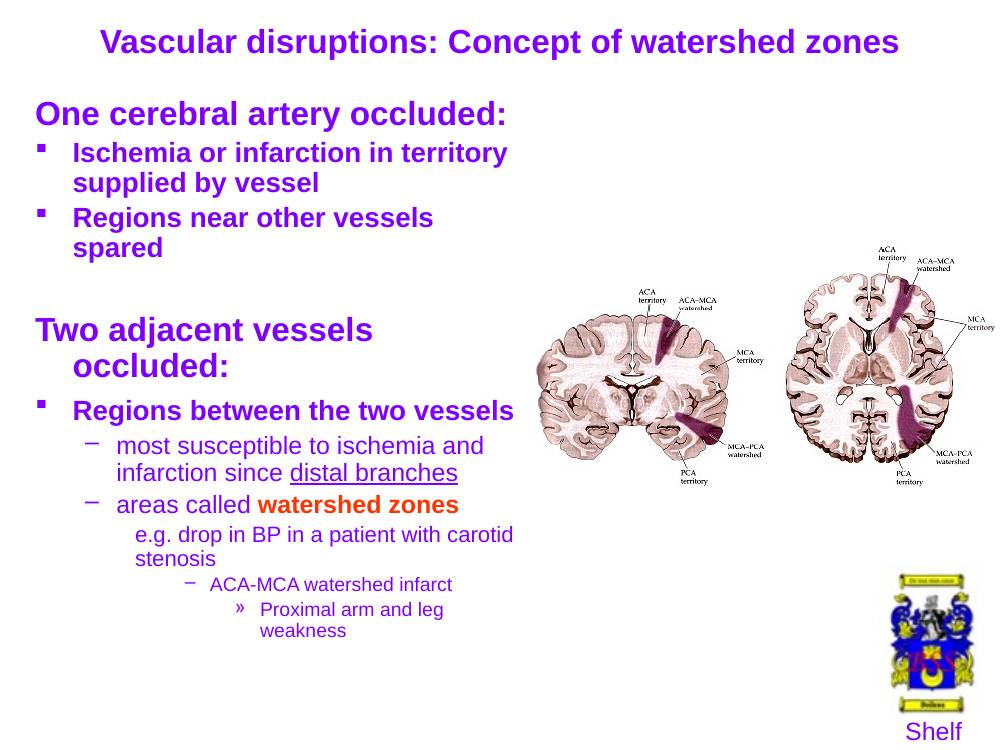 Vascular disruptions: Concept of watershed zones
One cerebral artery occluded:
▪ Ischemia or infarction in territory
supplied by vessel
▪ Regions near other vessels
spared
Two adjacent vessels
occluded:
▪ Regions between the two vessels
– most susceptible to ischemia and
infarction since distal branches
– areas called watershed zones
e.g. drop in BP in a patient with carotid
stenosis
– ACA-MCA watershed infarct
» Proximal arm and leg
weakness
ACA
territory
ACA–MCA
watershed
MCA
territory
MCA–PCA
watershed
PCA
territory
ACA
territory
ACA–MCA
watershed
MCA
territory
MCA–PCA
watershed
PCA
territory
Shelf